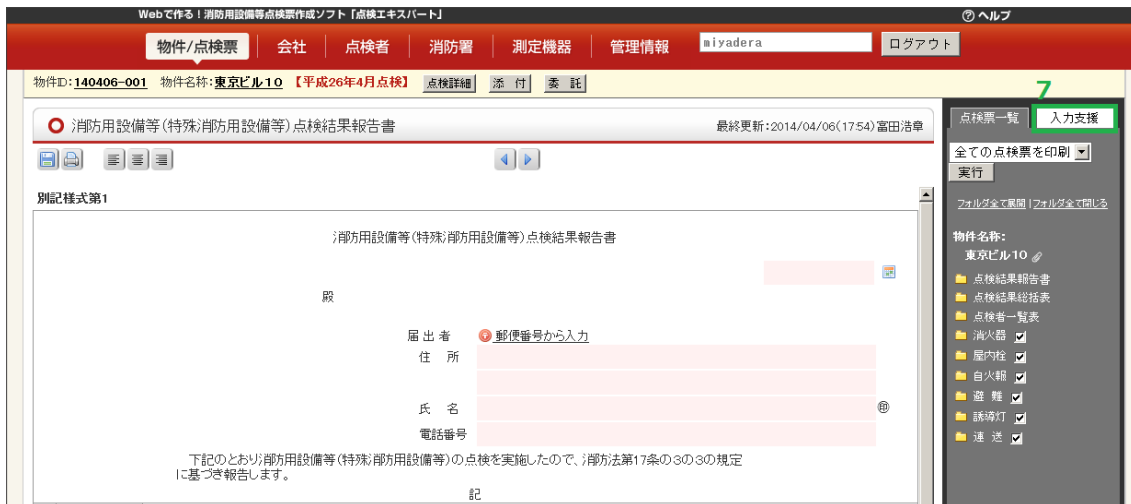 Webで作る！消防用設備等点検票作成ソフト「点検エキスパート」
? ヘルプ
物件/点検票 会社 点検者 消防署 測定機器 管理情報 miyadera ログアウト
物件ID:140406-001 物件名称:東京ビル10 【平成26年4月点検】 点検詳細 添 付 委 託
7
消防用設備等(特殊消防用設備等)点検結果報告書
最終更新:2014/04/06(17:54)富田浩章
点検票一覧 入力支援
全ての点検票を印刷
実行
別記様式第1
フォルダ全て展開|フォルダ全て閉じる
消防用設備等(特殊消防用設備等)点検結果報告書
物件名称:
東京ビル10
殿
点検結果報告書
点検結果総括表
点検者一覧表
届 出 者 郵便番号から入力
消火器
住 所
屋内栓
自火報
氏 名 ㊞
避 難
誘導灯
電話番号
連 送
下記のとおり消防用設備等(特殊消防用設備等)の点検を実施したので、消防法第17条の3の3の規定
に基づき報告します。
記